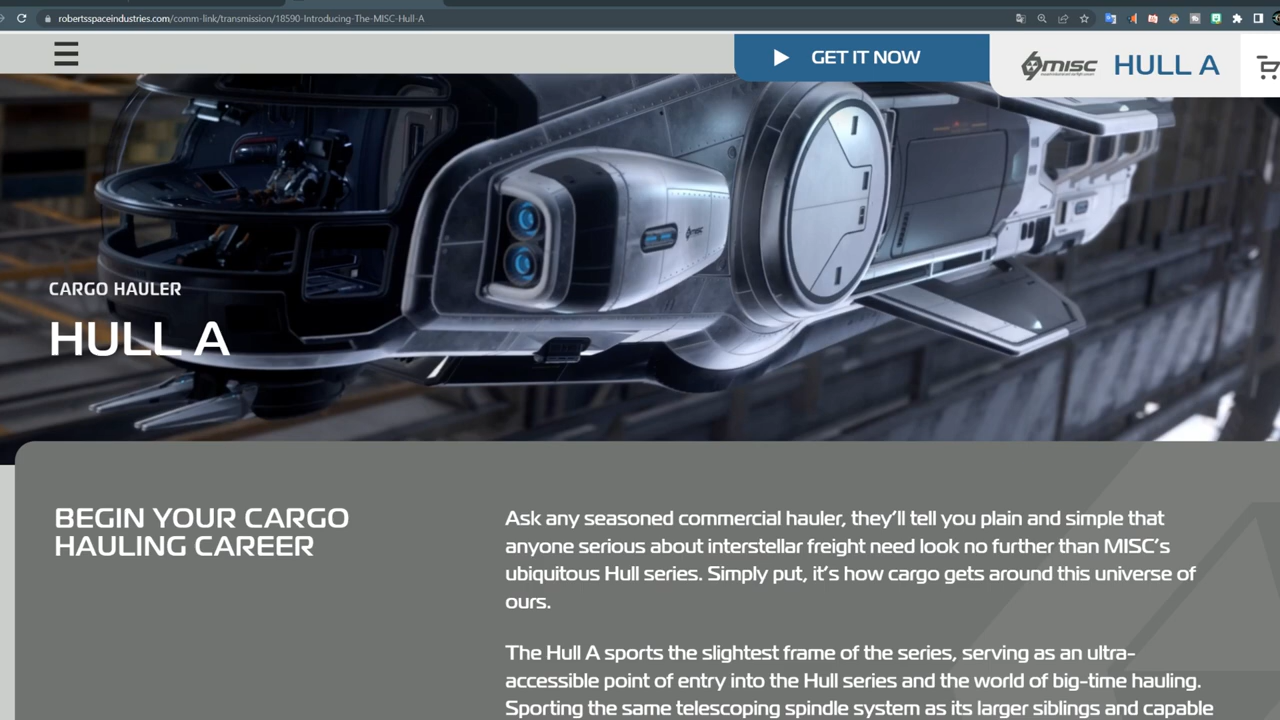 robertsspaceindustries.com/comm-link/transmission/18590-Introducing-The-MISC-Hull-A
GET IT NOW
MISC
HULL A
CARGO HAULER
HULL A
BEGIN YOUR CARGO
HAULING CAREER
Ask any seasoned commercial hauler, they'll tell you plain and simple that
anyone serious about interstellar freight need look no further than MISC's
ubiquitous Hull series. Simply put, it's how cargo gets around this universe of
ours.
The Hull A sports the slightest frame of the series, serving as an ultra-
accessible point of entry into the Hull series and the world of big-time hauling.
Sporting the same telescoping spindle system as its larger siblings and capable